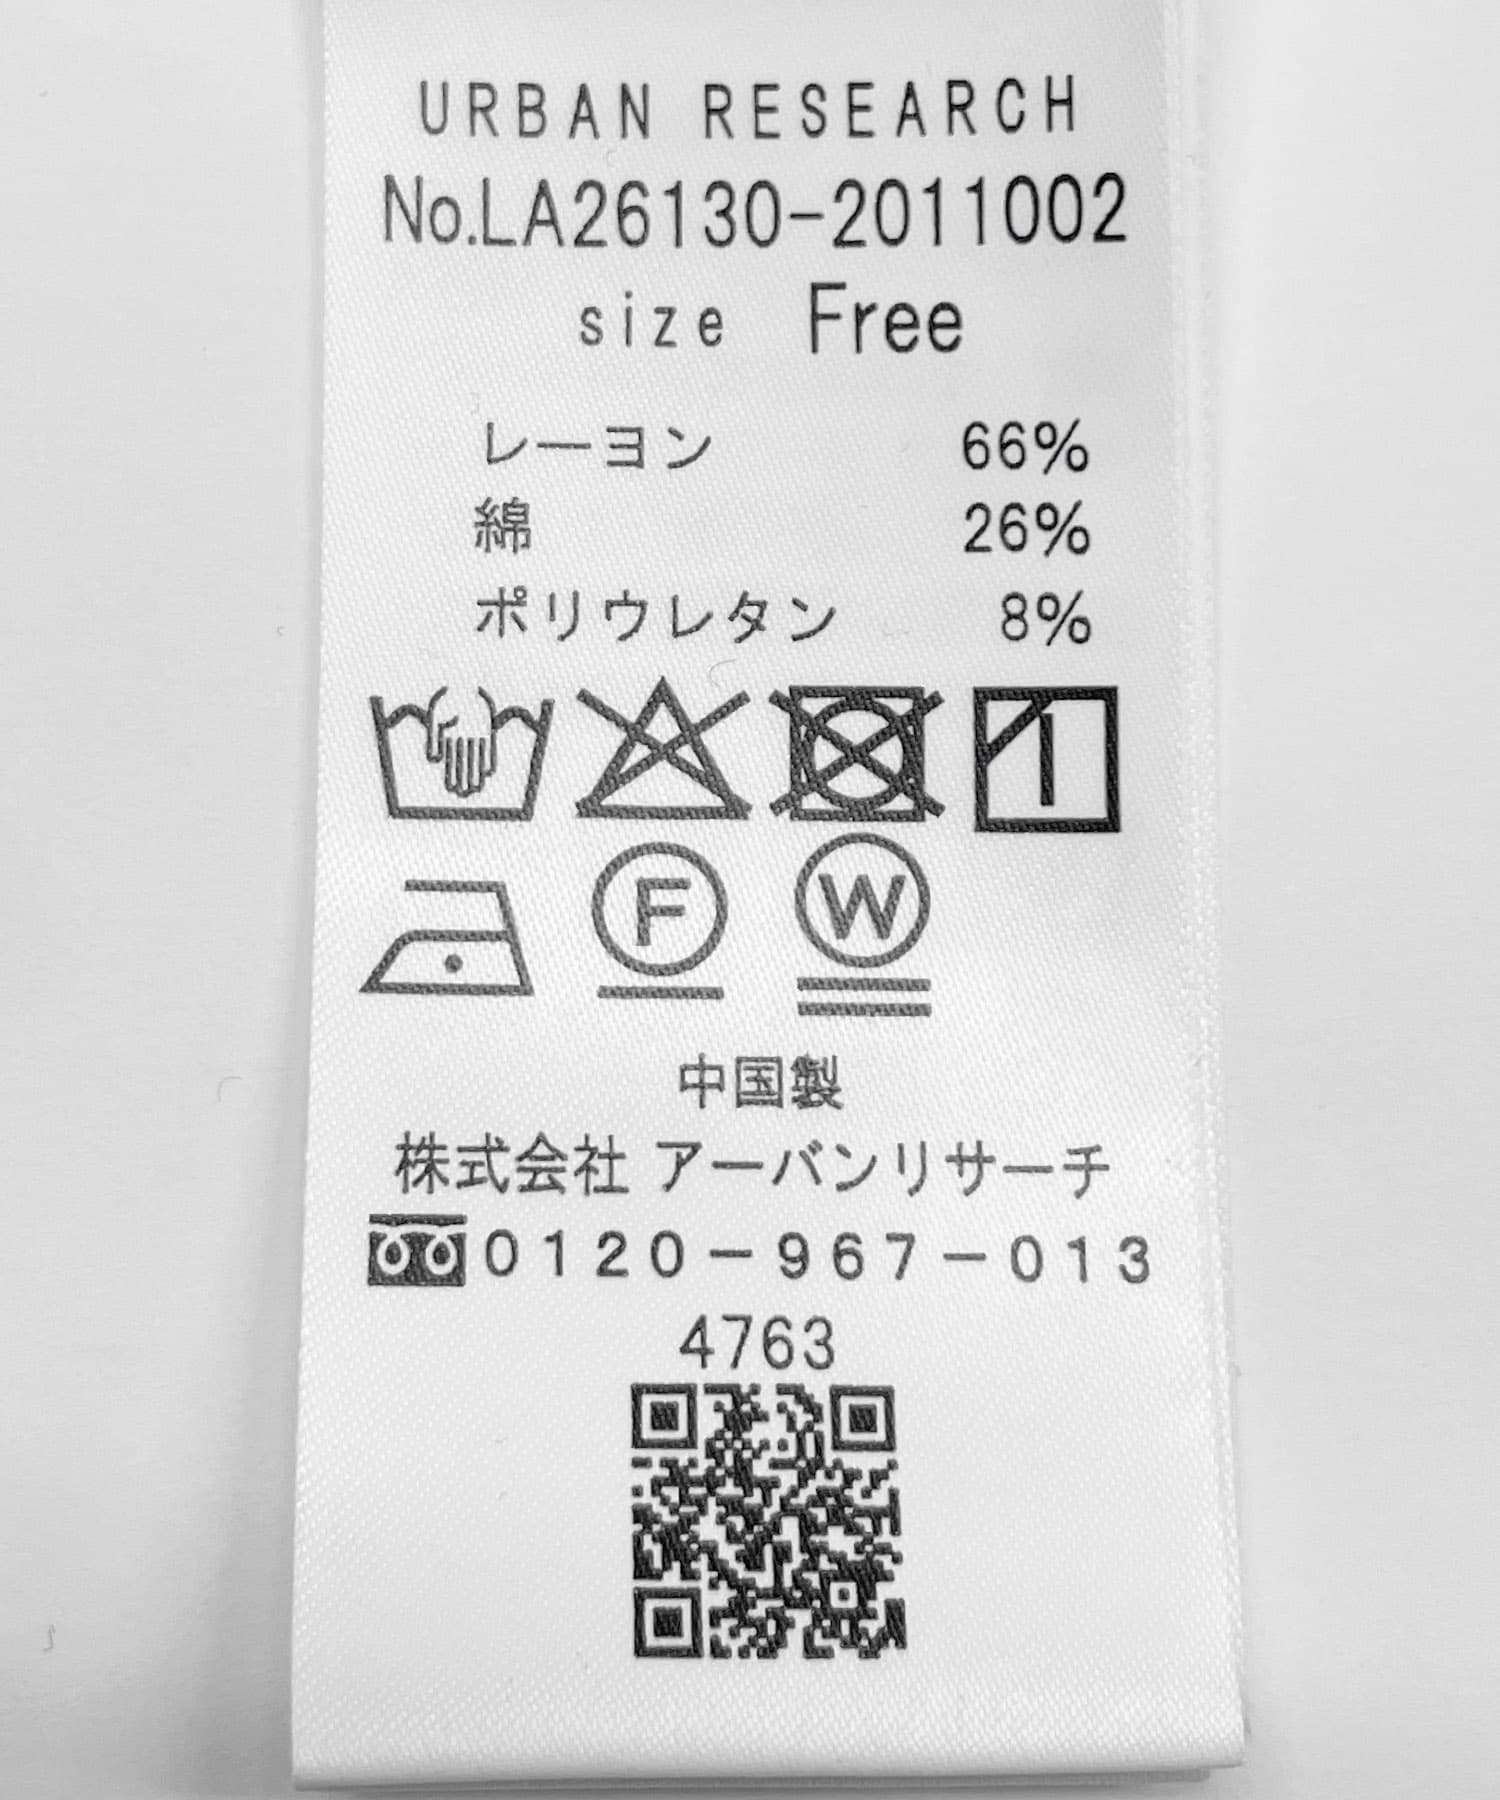 URBAN RESEARCH
No.LA26130-2011002
size Free
レーヨン 66%
綿 26%
ポリウレタン 8%
F W
中国製
株式会社 アーバンリサーチ
0120-967-013
4763